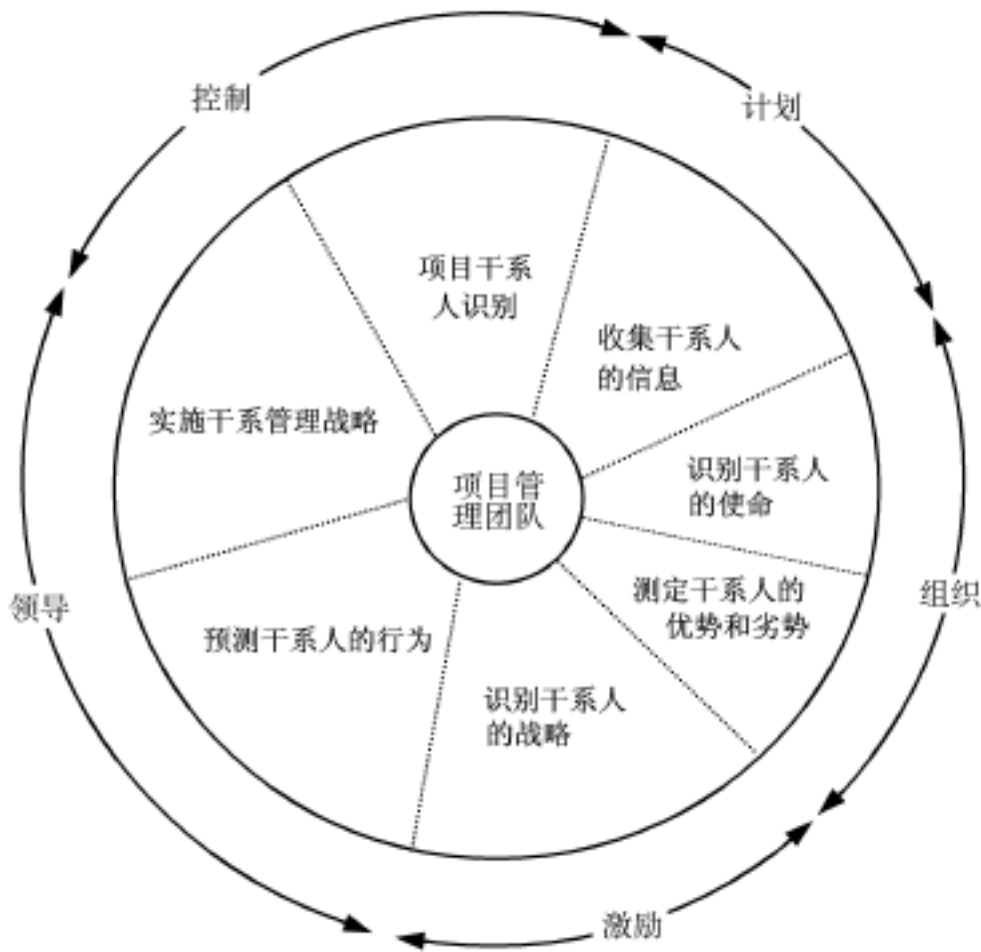 控制
计划
项目干系
人识别
收集干系人
的信息
实施干系管理战略
识别干系人
的使命
项目管
理团队
测定干系人的
优势和劣势
领导
组织
预测干系人的行为
识别干系人
的战略
激励